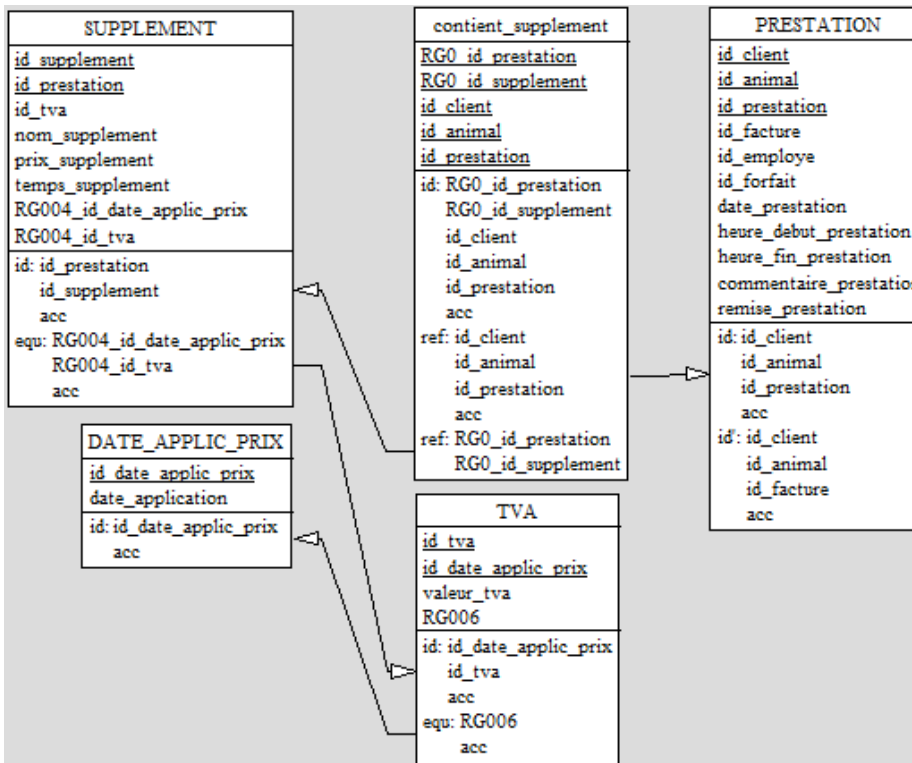 SUPPLEMENT
id_supplement
id_prestation
id_tva
nom_supplement
prix_supplement
temps_supplement
RG004_id_date_applic_prix
RG004_id_tva
id: id_prestation
id_supplement
acc
equ: RG004_id_date_applic_prix
RG004_id_tva
acc
contient_supplement
RG0_id_prestation
RG0_id_supplement
id_client
id_animal
id_prestation
id: RG0_id_prestation
RG0_id_supplement
id_client
id_animal
id_prestation
acc
ref: id_client
id_animal
id_prestation
acc
ref: RG0_id_prestation
RG0_id_supplement
PRESTATION
id_client
id_animal
id_prestation
id_facture
id_employe
id_forfait
date_prestation
heure_debut_prestation
heure_fin_prestation
commentaire_prestatio
remise_prestation
id: id_client
id_animal
id_prestation
acc
id': id_client
id_animal
id_facture
acc
DATE_APPLIC_PRIX
id_date_applic_prix
date_application
id: id_date_applic_prix
acc
TVA
id_tva
id_date_applic_prix
valeur_tva
RG006
id: id_date_applic_prix
id_tva
acc
equ: RG006
acc